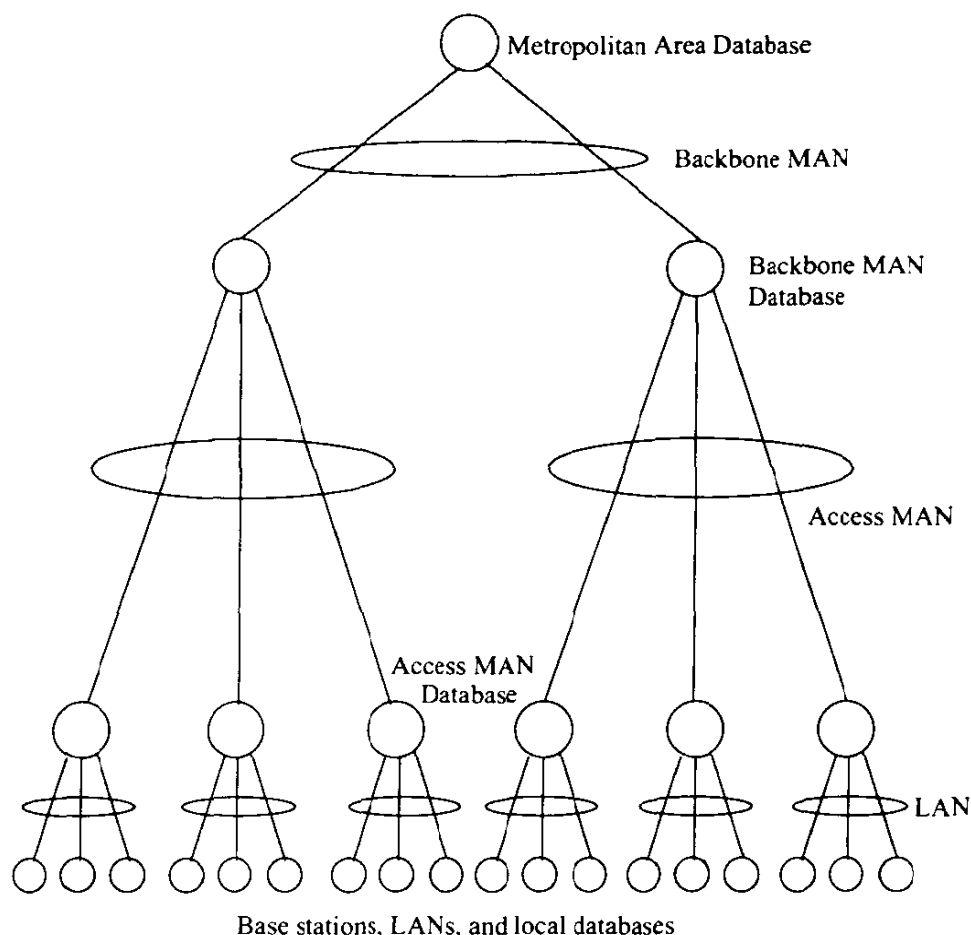 Metropolitan Area Database
Backbone MAN
Backbone MAN
Database
Access MAN
Access MAN
Database
LAN
Base stations, LANs, and local databases